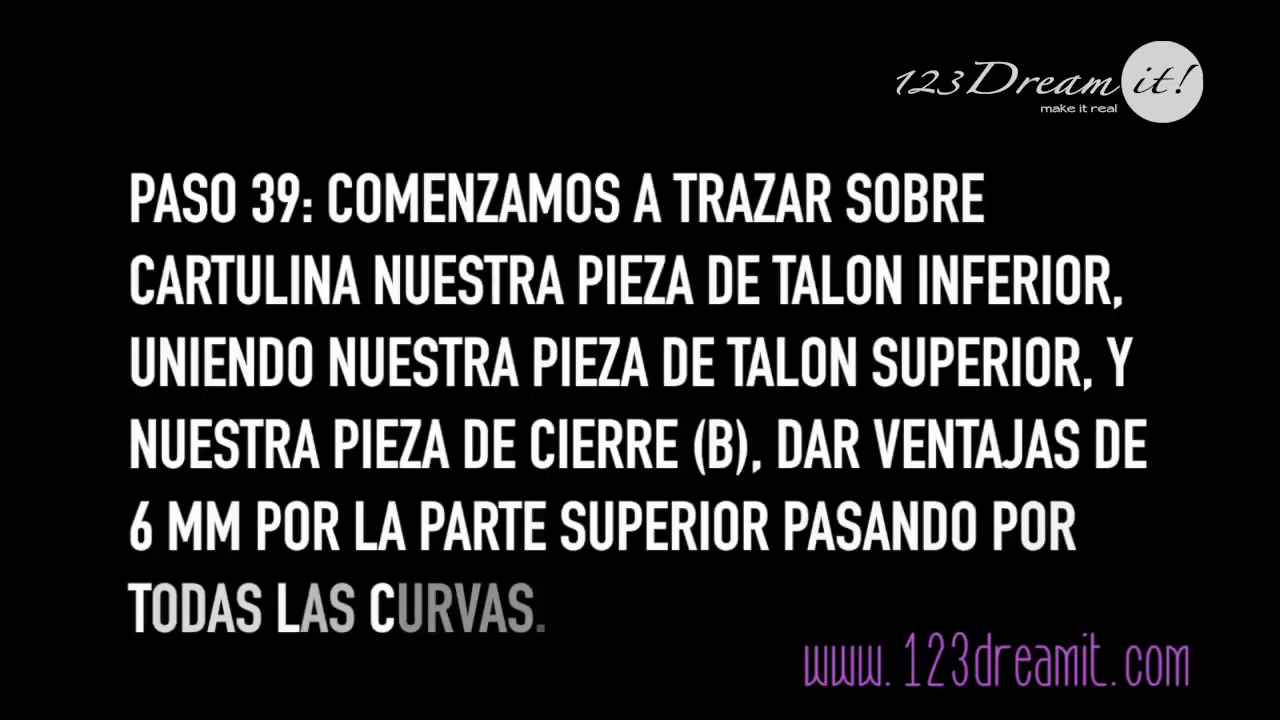 123Dream it!
make it real
PASO 39: COMENZAMOS A TRAZAR SOBRE
CARTULINA NUESTRA PIEZA DE TALON INFERIOR,
UNIENDO NUESTRA PIEZA DE TALON SUPERIOR, Y
NUESTRA PIEZA DE CIERRE (B), DAR VENTAJAS DE
6 MM POR LA PARTE SUPERIOR PASANDO POR
TODAS LAS CURVAS.
www.123dreamit.com